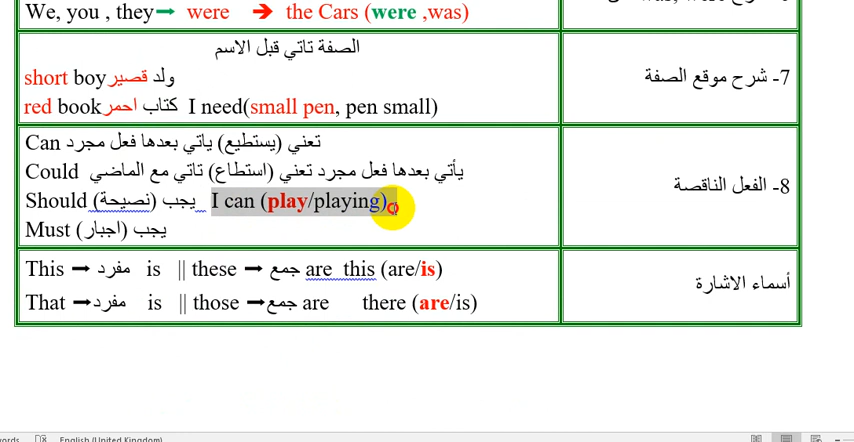 We, you , they→ were → the Cars (were ,was)
الصفة تاتي قبل الاسم
short boy ولد قصير
red book كتاب احمر I need(small pen, pen small)
7- شرح موقع الصفة
Can تعني (يستطيع) ياتي بعدها فعل مجرد
Could يأتي بعدها فعل مجرد تعني (استطاع) تاتي مع الماضي
Should يجب (نصيحة) I can (play/playing)
Must يجب (اجبار)
8- الفعل الناقصة
This → مفرد is || these → جمع are this (are/is)
That → مفرد is || those → جمع are there (are/is)
أسماء الاشارة
English (United Kingdom)